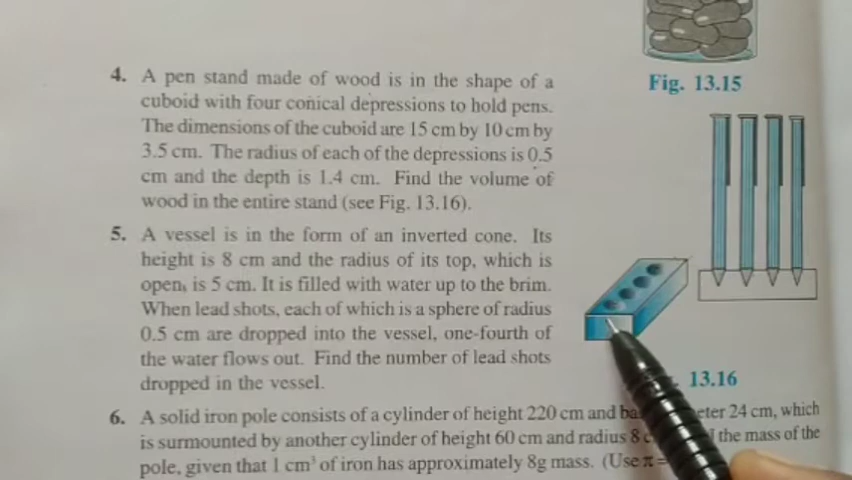 Fig. 13.15
4. A pen stand made of wood is in the shape of a
cuboid with four conical depressions to hold pens.
The dimensions of the cuboid are 15 cm by 10 cm by
3.5 cm. The radius of each of the depressions is 0.5
cm and the depth is 1.4 cm. Find the volume of
wood in the entire stand (see Fig. 13.16).
5. A vessel is in the form of an inverted cone. Its
height is 8 cm and the radius of its top, which is
open, is 5 cm. It is filled with water up to the brim.
When lead shots, each of which is a sphere of radius
0.5 cm are dropped into the vessel, one-fourth of
the water flows out. Find the number of lead shots
dropped in the vessel.
13.16
6. A solid iron pole consists of a cylinder of height 220 cm and ba eter 24 cm, which
is surmounted by another cylinder of height 60 cm and radius 8 the mass of the
pole, given that 1 cm³ of iron has approximately 8g mass. (Use π =